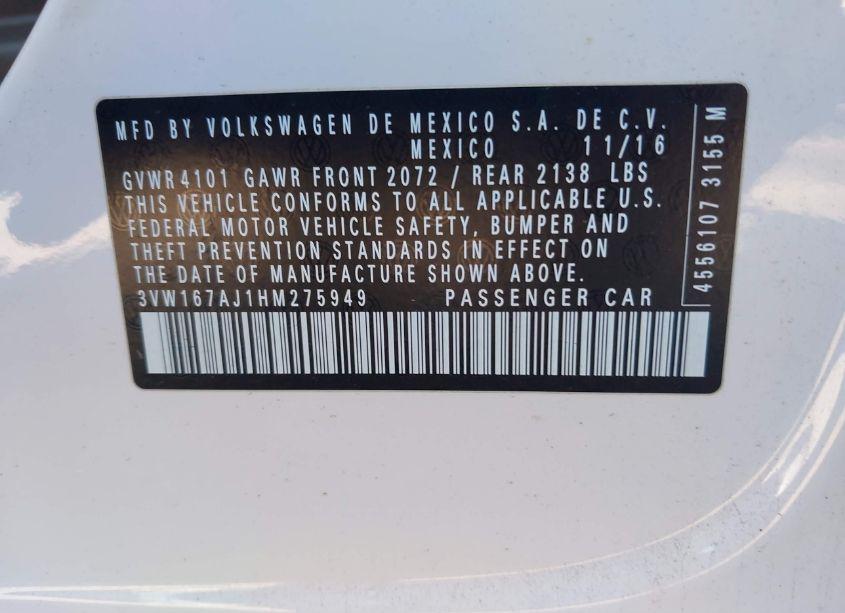 MFD BY VOLKSWAGEN DE MEXICO S.A. DE C.V.
MEXICO 11/16
GVWR 4101 GAWR FRONT 2072 / REAR 2138 LBS
THIS VEHICLE CONFORMS TO ALL APPLICABLE U.S.
FEDERAL MOTOR VEHICLE SAFETY, BUMPER AND
THEFT PREVENTION STANDARDS IN EFFECT ON
THE DATE OF MANUFACTURE SHOWN ABOVE.
3VW167AJ1HM275949 PASSENGER CAR
4556107 3155 M